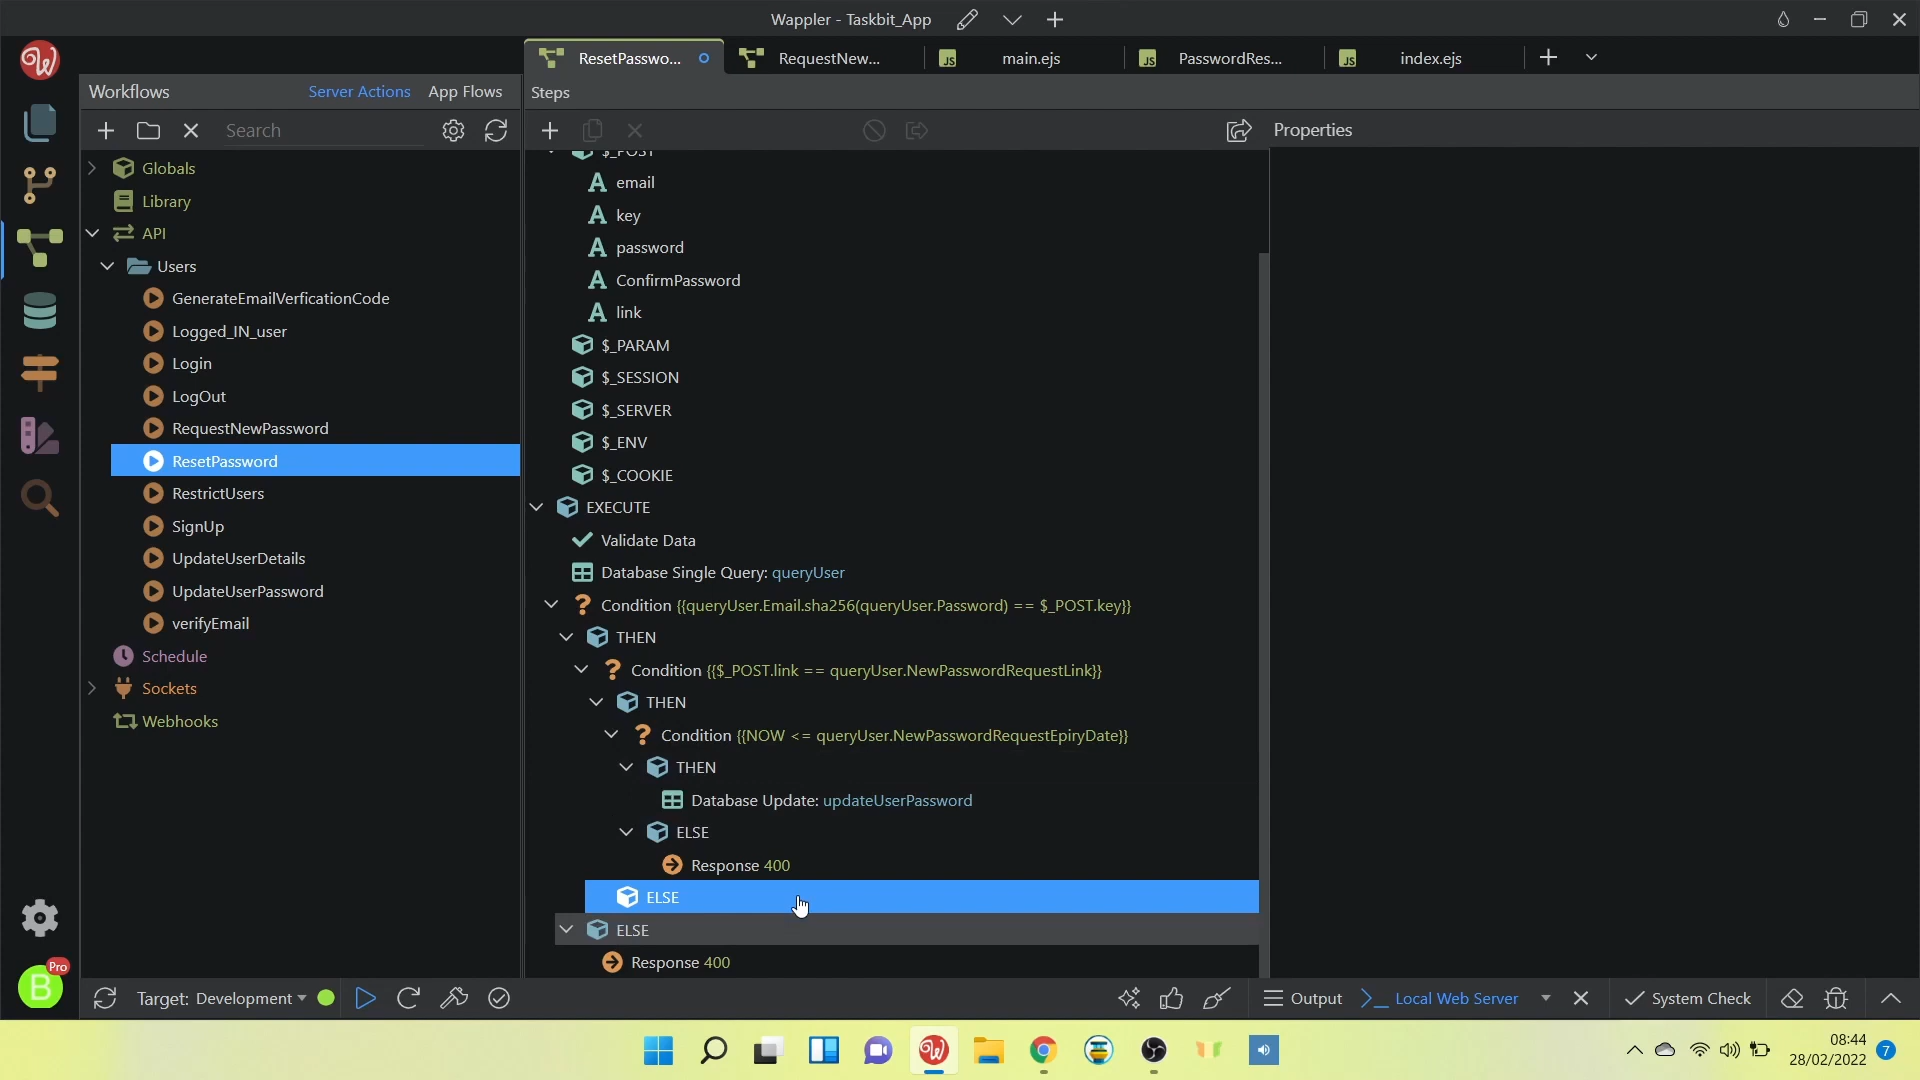 Wappler - Taskbit_App
ResetPasswo...
RequestNew...
main.ejs
PasswordRes...
index.ejs
Workflows
Server Actions
App Flows
Steps
Search
Properties
Globals
Library
API
Users
GenerateEmailVerficationCode
Logged_IN_user
Login
LogOut
RequestNewPassword
ResetPassword
RestrictUsers
SignUp
UpdateUserDetails
UpdateUserPassword
verifyEmail
Schedule
Sockets
Webhooks
$_POST
email
key
password
ConfirmPassword
link
$_PARAM
$_SESSION
$_SERVER
$_ENV
$_COOKIE
EXECUTE
Validate Data
Database Single Query: queryUser
Condition {{queryUser.Email.sha256(queryUser.Password) == $_POST.key}}
THEN
Condition {{$_POST.link == queryUser.NewPasswordRequestLink}}
THEN
Condition {{NOW <= queryUser.NewPasswordRequestEpiryDate}}
THEN
Database Update: updateUserPassword
ELSE
Response 400
ELSE
ELSE
Response 400
Pro
B
Target: Development
Output
Local Web Server
System Check
08:44
28/02/2022
7